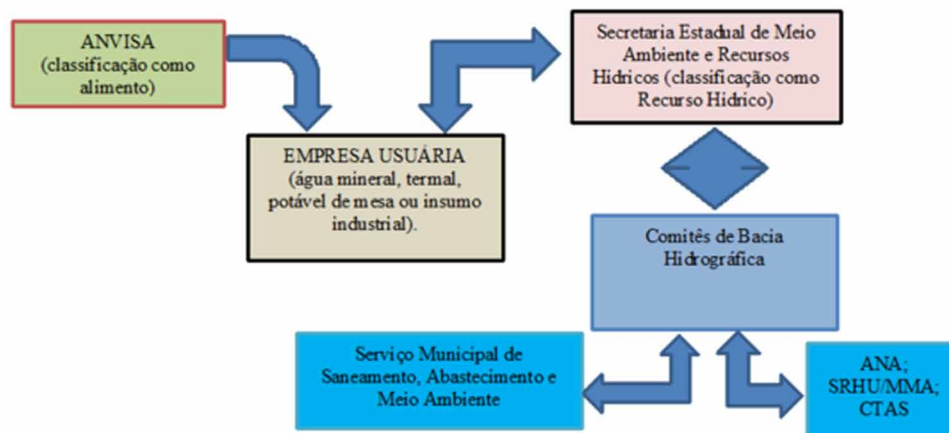 ANVISA
(classificação como
alimento)
Secretaria Estadual de Meio
Ambiente e Recursos
Hidricos (classificação como
Recurso Hidrico)
EMPRESA USUÁRIA
(água mineral, termal,
potável de mesa ou insumo
industrial).
Comitês de Bacia
Hidrográfica
Serviço Municipal de
Saneamento, Abastecimento e
Meio Ambiente
ANA;
SRHU/MMA;
CTAS